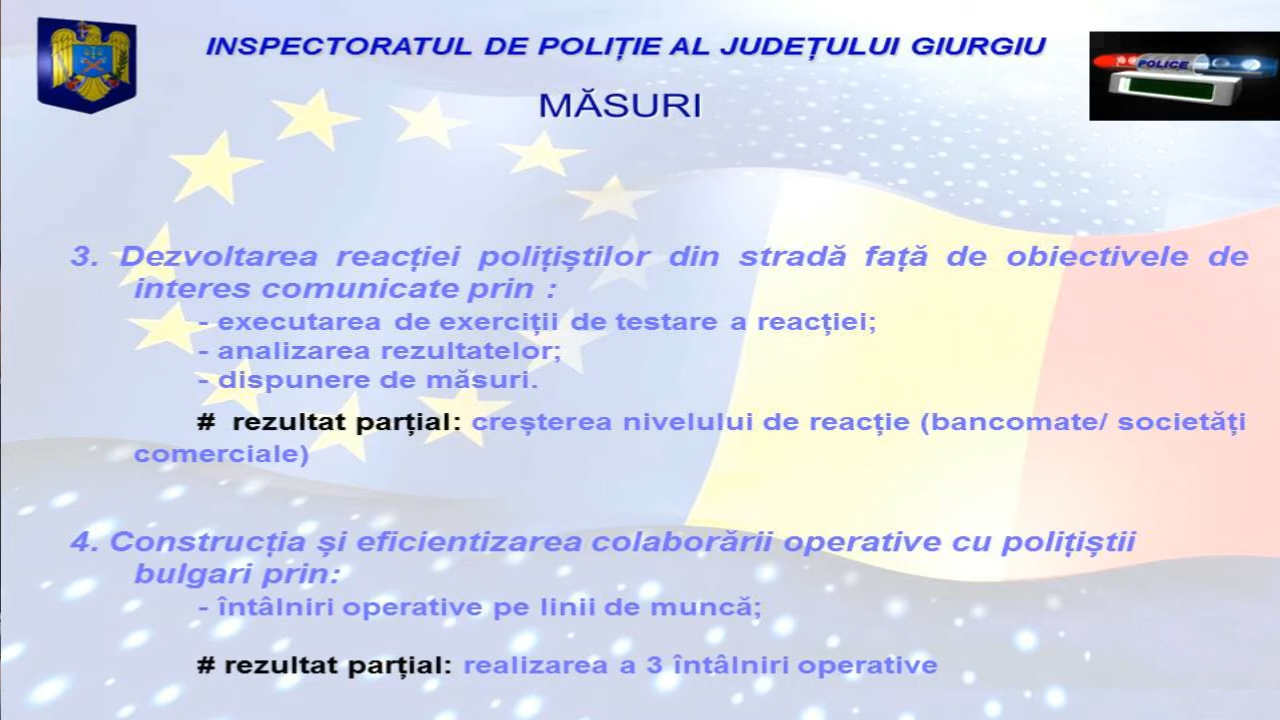 INSPECTORATUL DE POLIȚIE AL JUDEȚULUI GIURGIU
POLICE
MĂSURI
3. Dezvoltarea reacției polițiștilor din stradă față de obiectivele de
interes comunicate prin :
- executarea de exerciții de testare a reacției;
- analizarea rezultatelor;
- dispunere de măsuri.
# rezultat parțial: creșterea nivelului de reacție (bancomate/ societăți
comerciale)
4. Construcția și eficientizarea colaborării operative cu polițiștii
bulgari prin:
- întâlniri operative pe linii de muncă;
# rezultat parțial: realizarea a 3 întâlniri operative